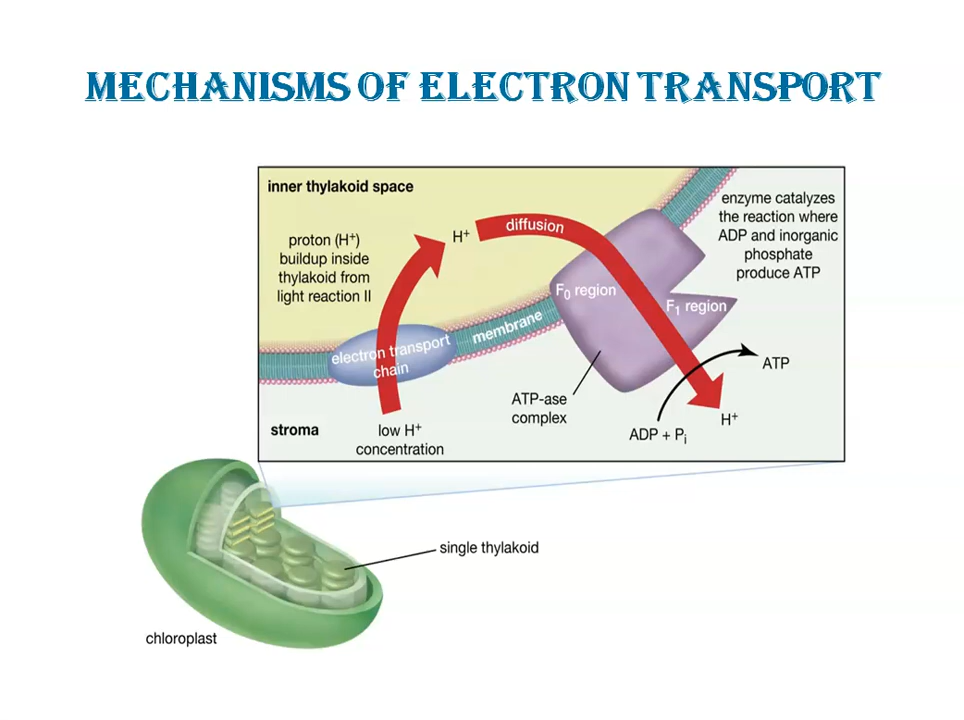 MECHANISMS OF ELECTRON TRANSPORT
inner thylakoid space
proton (H⁺)
buildup inside
thylakoid from
light reaction II
H⁺
diffusion
enzyme catalyzes
the reaction where
ADP and inorganic
phosphate
produce ATP
F₀ region
F₁ region
membrane
electron transport
chain
ATP
ATP-ase
complex
H⁺
ADP + Pᵢ
stroma
low H⁺
concentration
single thylakoid
chloroplast